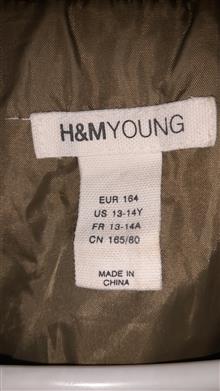 H&MYOUNG
EUR 164
US 13-14Y
FR 13-14A
CN 165/80
MADE IN
CHINA